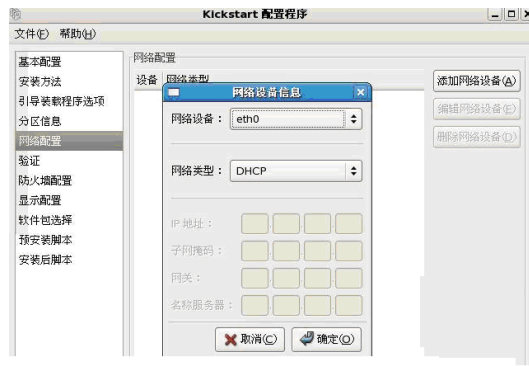 Kickstart 配置程序
文件(F) 帮助(H)
基本配置
安装方法
引导装载程序选项
分区信息
网络配置
验证
防火墙配置
显示配置
软件包选择
预安装脚本
安装后脚本
网络配置
设备 网络类型
添加网络设备(A)
编辑网络设备(E)
删除网络设备(D)
网络设备信息
网络设备： eth0
网络类型： DHCP
IP 地址：
子网掩码：
网关：
名称服务器：
取消(C) 确定(O)